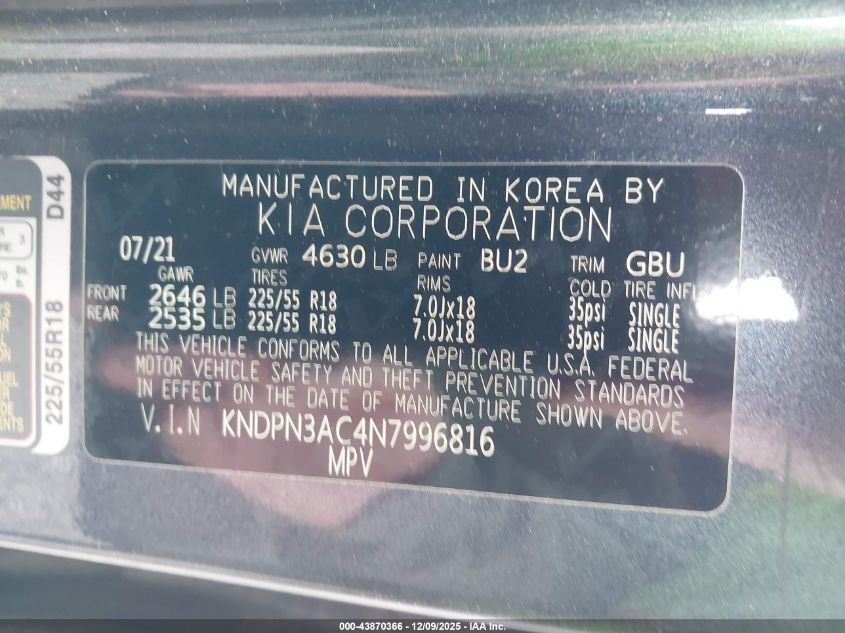 MANUFACTURED IN KOREA BY
KIA CORPORATION
07/21 GVWR 4630 LB PAINT BU2 TRIM GBU
GAWR TIRES RIMS COLD TIRE INFL
FRONT 2646 LB 225/55 R18 7.0Jx18 35psi SINGLE
REAR 2535 LB 225/55 R18 7.0Jx18 35psi SINGLE
THIS VEHICLE CONFORMS TO ALL APPLICABLE U.S.A. FEDERAL
MOTOR VEHICLE SAFETY AND THEFT PREVENTION STANDARDS
IN EFFECT ON THE DATE OF MANUFACTURE SHOWN ABOVE.
V.I.N KNDPN3AC4N7996816
MPV
225/55R18 D44
000-43870366 | 12/09/2025 - IAA Inc.